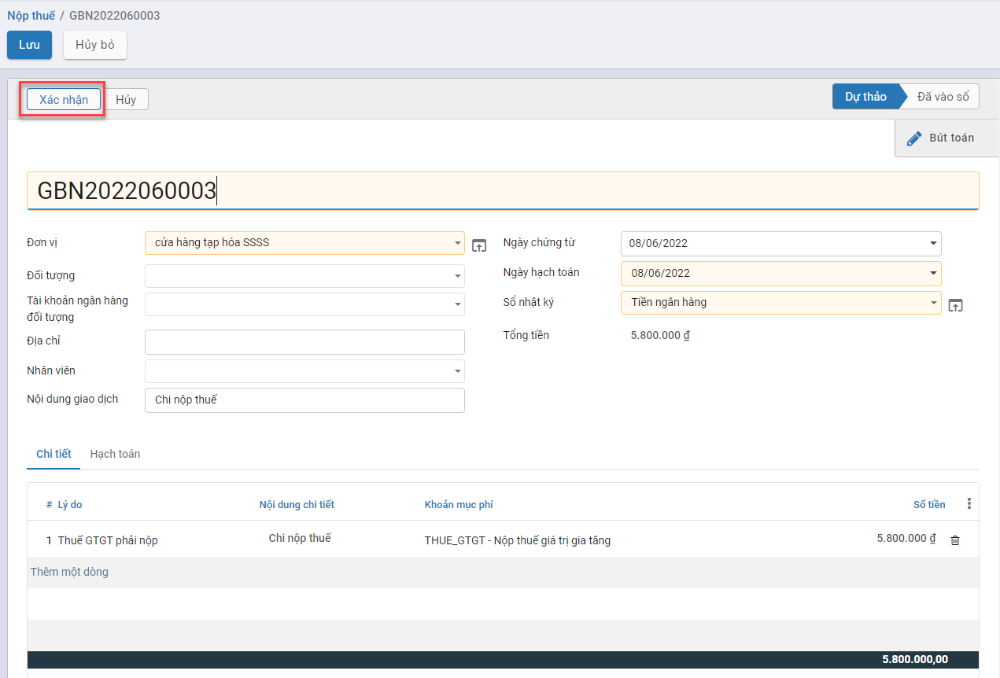 Nộp thuế / GBN2022060003
Lưu
Hủy bỏ
Xác nhận
Hủy
Dự thảo
Đã vào sổ
Bút toán
GBN2022060003
Đơn vị
cửa hàng tạp hóa SSSS
Đối tượng
Tài khoản ngân hàng
đối tượng
Địa chỉ
Nhân viên
Nội dung giao dịch
Chi nộp thuế
Ngày chứng từ
08/06/2022
Ngày hạch toán
08/06/2022
Sổ nhật ký
Tiền ngân hàng
Tổng tiền
5.800.000 ₫
Chi tiết
Hạch toán
# Lý do
Nội dung chi tiết
Khoản mục phí
Số tiền
1 Thuế GTGT phải nộp
Chi nộp thuế
THUE_GTGT - Nộp thuế giá trị gia tăng
5.800.000 ₫
Thêm một dòng
5.800.000,00